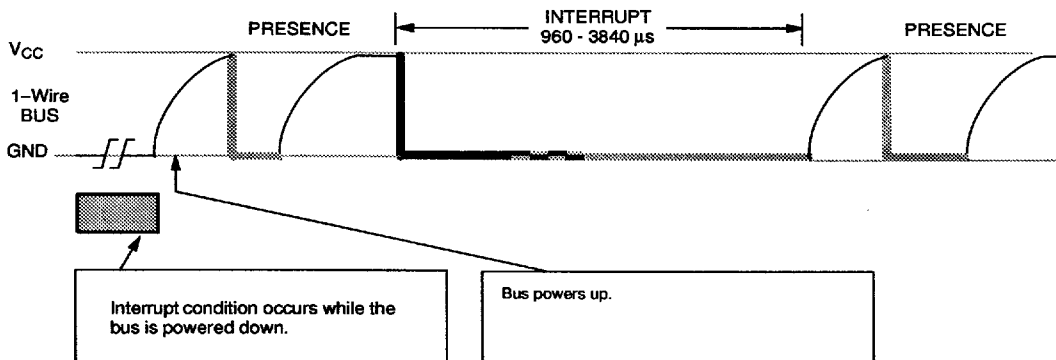 PRESENCE
INTERRUPT
960 - 3840 µs
PRESENCE
VCC
1–Wire
BUS
GND
Interrupt condition occurs while the
bus is powered down.
Bus powers up.